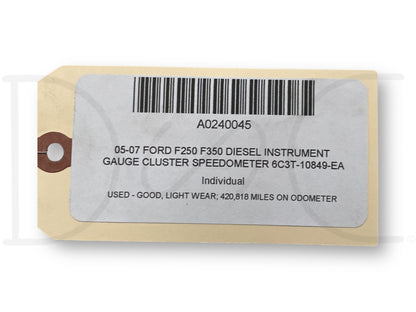 A0240045
05-07 FORD F250 F350 DIESEL INSTRUMENT
GAUGE CLUSTER SPEEDOMETER 6C3T-10849-EA
Individual
USED - GOOD, LIGHT WEAR; 420,818 MILES ON ODOMETER